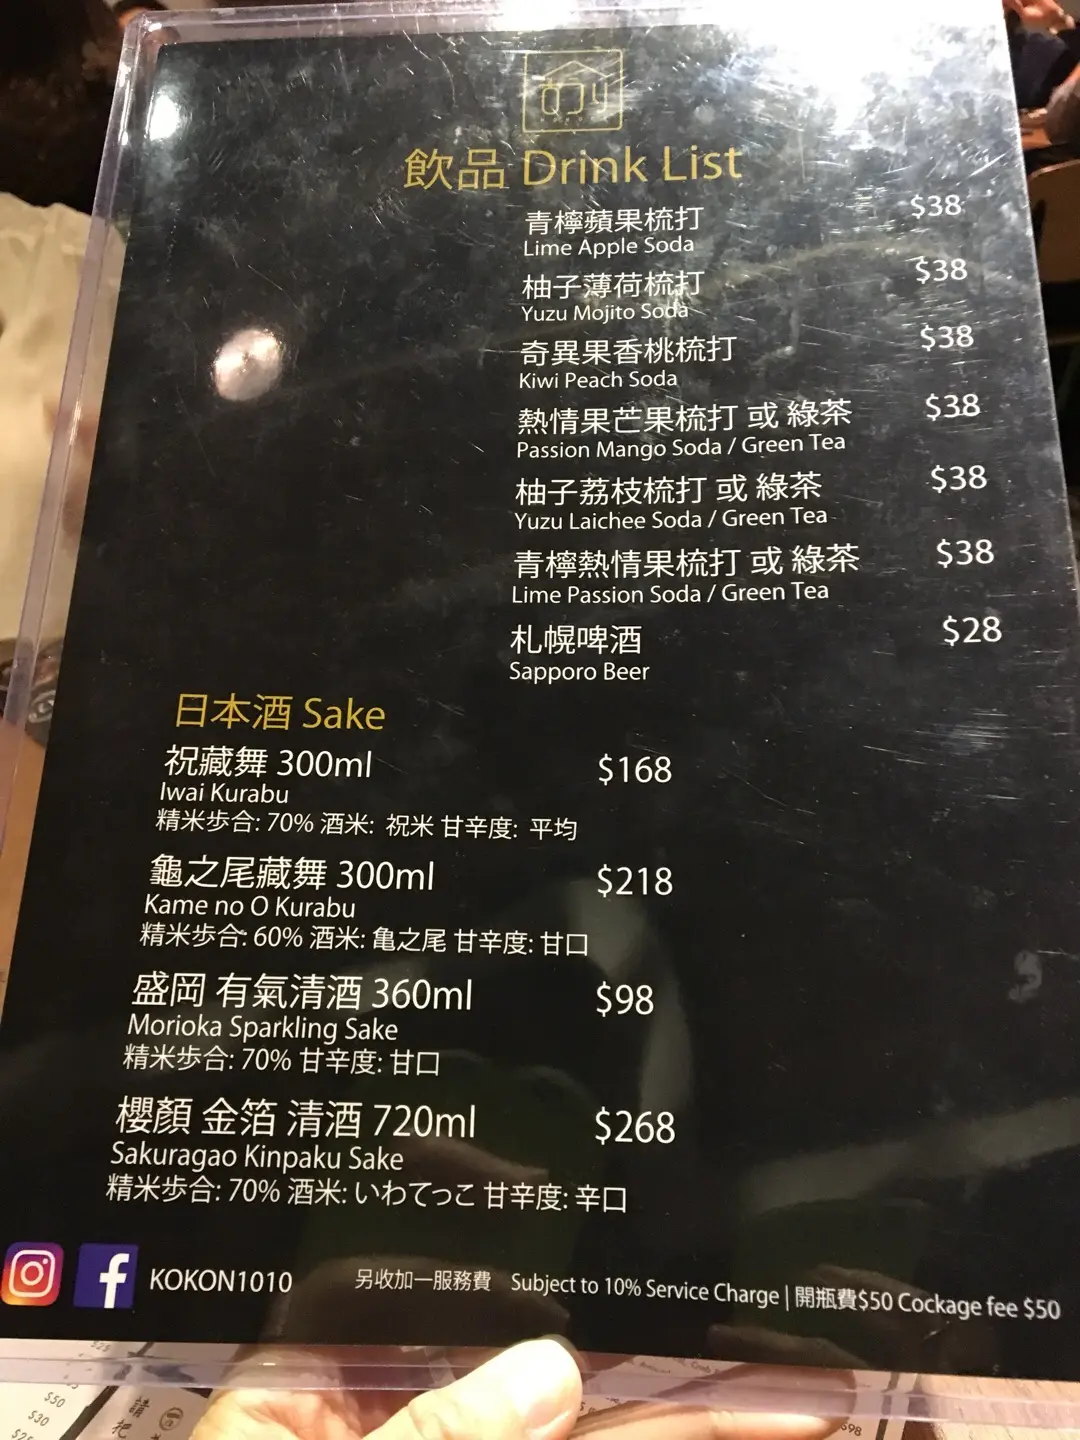 飲品 Drink List
青檸蘋果梳打 $38
Lime Apple Soda
柚子薄荷梳打 $38
Yuzu Mojito Soda
奇異果香桃梳打 $38
Kiwi Peach Soda
熱情果芒果梳打 或 綠茶 $38
Passion Mango Soda / Green Tea
柚子荔枝梳打 或 綠茶 $38
Yuzu Laichee Soda / Green Tea
青檸熱情果梳打 或 綠茶 $38
Lime Passion Soda / Green Tea
札幌啤酒 $28
Sapporo Beer
日本酒 Sake
祝藏舞 300ml $168
Iwai Kurabu
精米歩合: 70% 酒米: 祝米 甘辛度: 平均
龜之尾藏舞 300ml $218
Kame no O Kurabu
精米歩合: 60% 酒米: 亀之尾 甘辛度: 甘口
盛岡 有氣清酒 360ml $98
Morioka Sparkling Sake
精米歩合: 70% 甘辛度: 甘口
櫻顏 金箔 清酒 720ml $268
Sakuragao Kinpaku Sake
精米歩合: 70% 酒米: いわてっこ 甘辛度: 辛口
KOKON1010 另收加一服務費 Subject to 10% Service Charge | 開瓶費$50 Cockage fee $50
$50
$30
$98